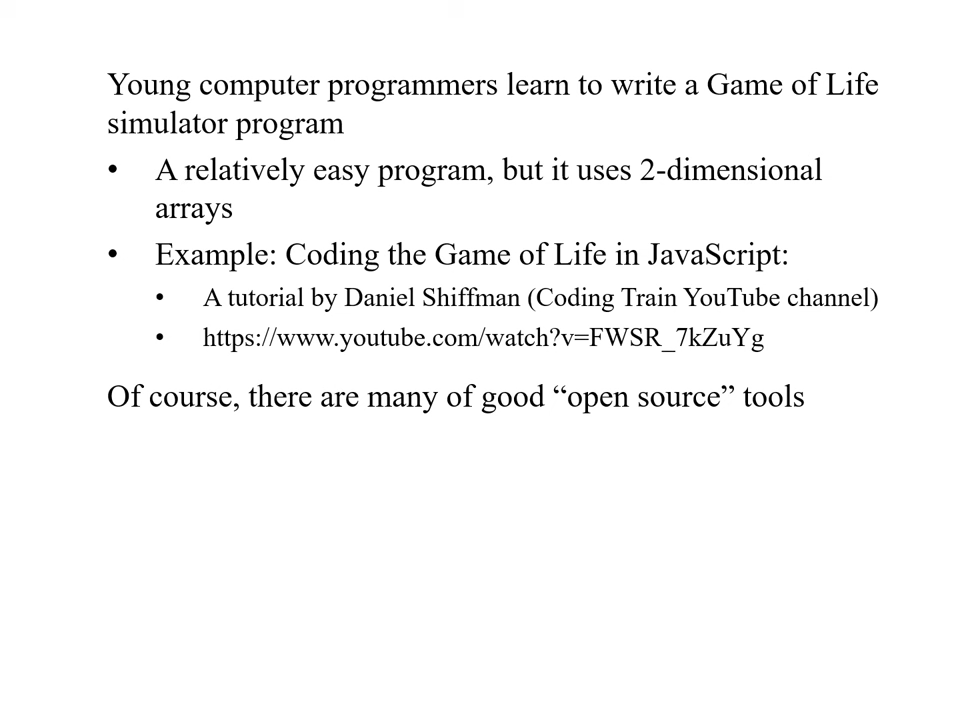 Young computer programmers learn to write a Game of Life
simulator program
• A relatively easy program, but it uses 2-dimensional
arrays
• Example: Coding the Game of Life in JavaScript:
• A tutorial by Daniel Shiffman (Coding Train YouTube channel)
• https://www.youtube.com/watch?v=FWSR_7kZuYg
Of course, there are many of good “open source” tools